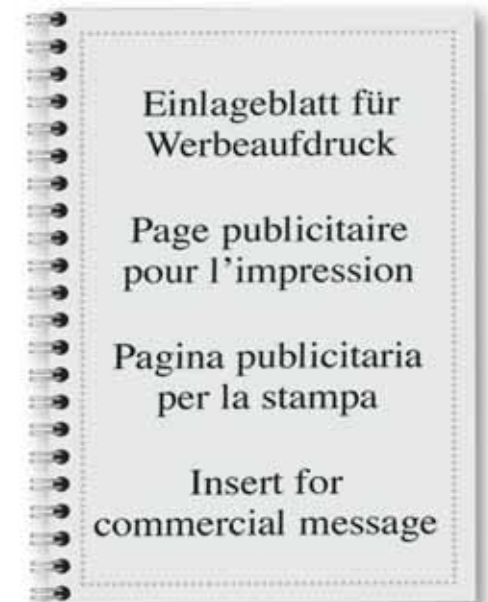 Einlageblatt für
Werbeaufdruck
Page publicitaire
pour l'impression
Pagina publicitaria
per la stampa
Insert for
commercial message